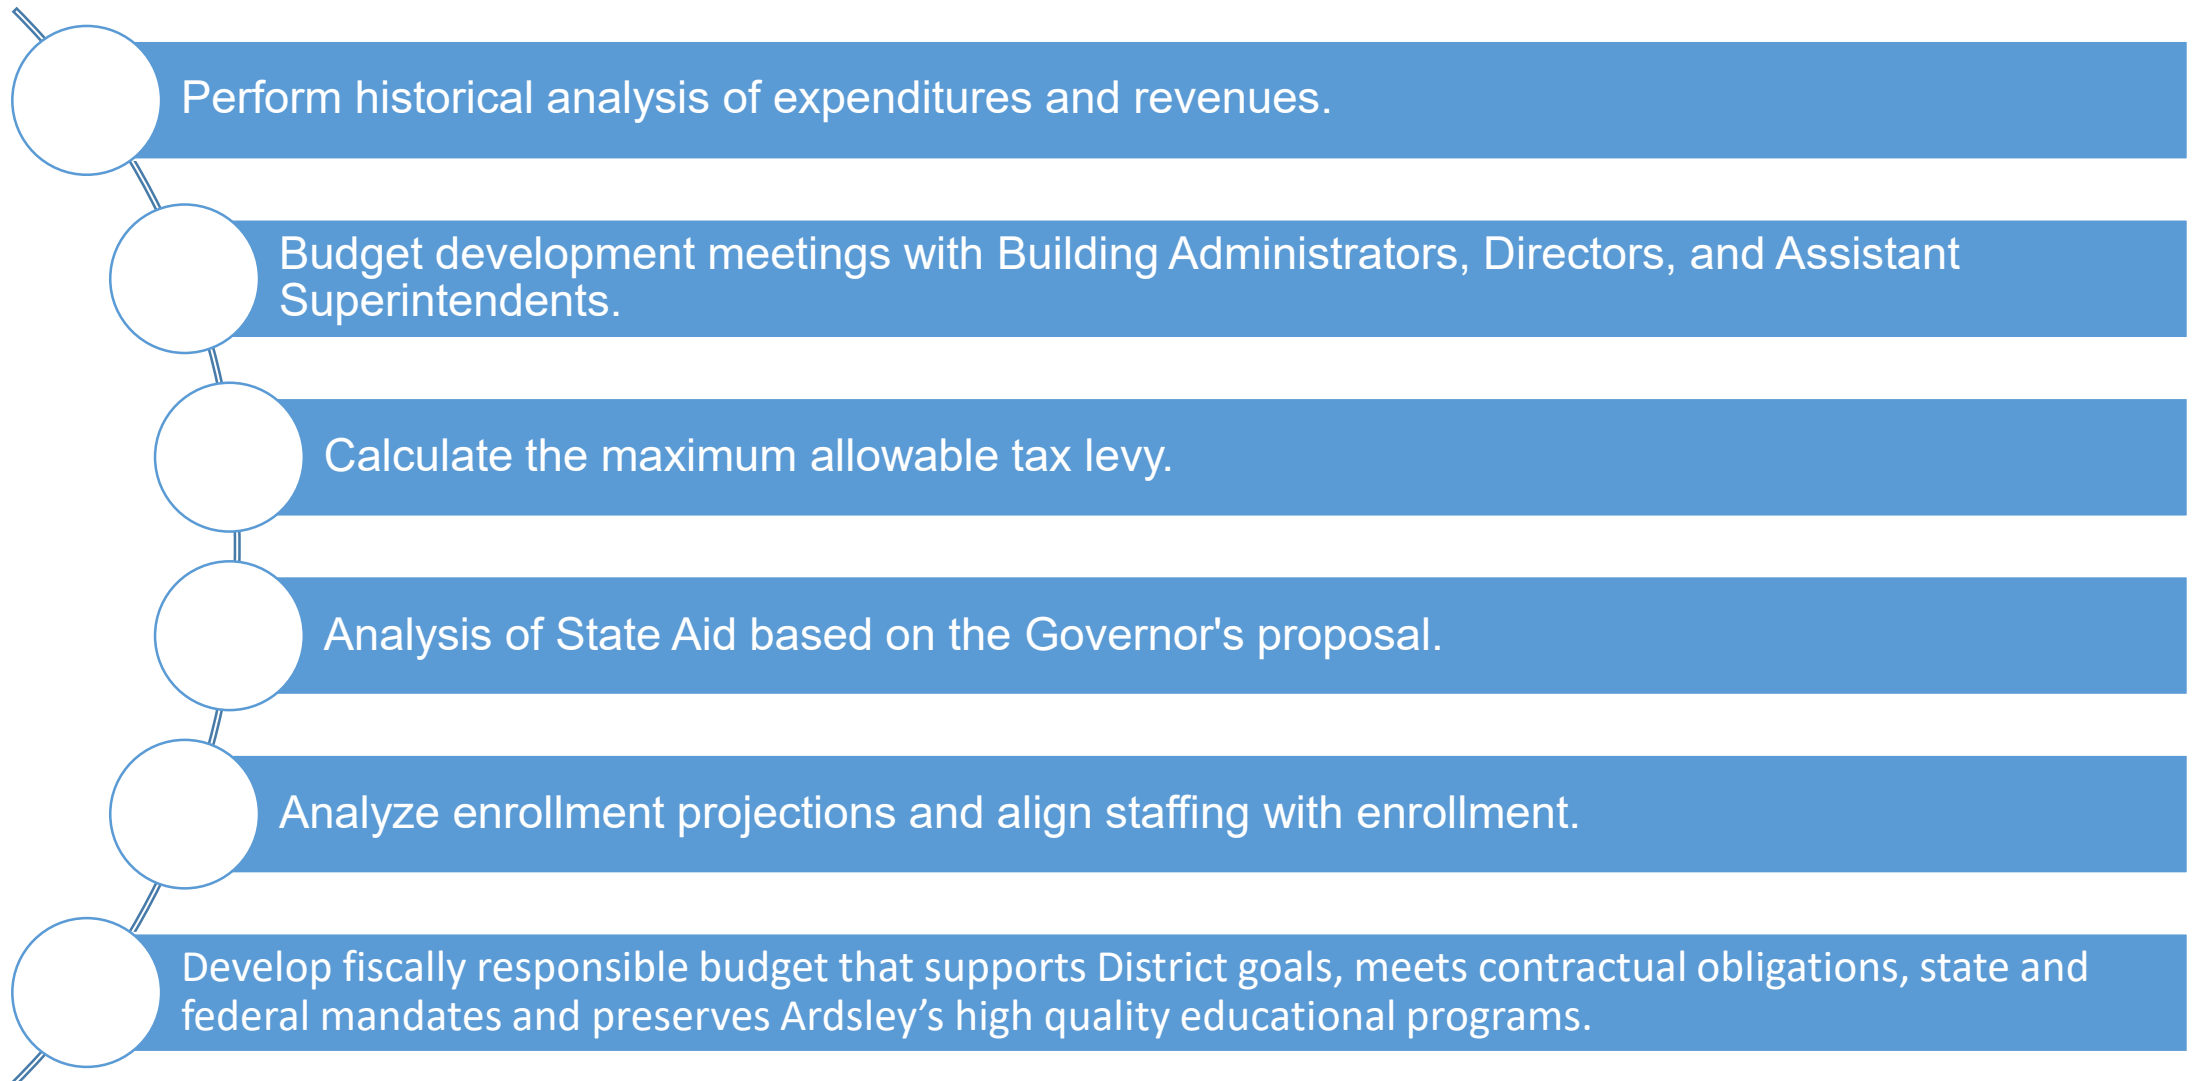 Perform historical analysis of expenditures and revenues.
Budget development meetings with Building Administrators, Directors, and Assistant
Superintendents.
Calculate the maximum allowable tax levy.
Analysis of State Aid based on the Governor's proposal.
Analyze enrollment projections and align staffing with enrollment.
Develop fiscally responsible budget that supports District goals, meets contractual obligations, state and
federal mandates and preserves Ardsley’s high quality educational programs.